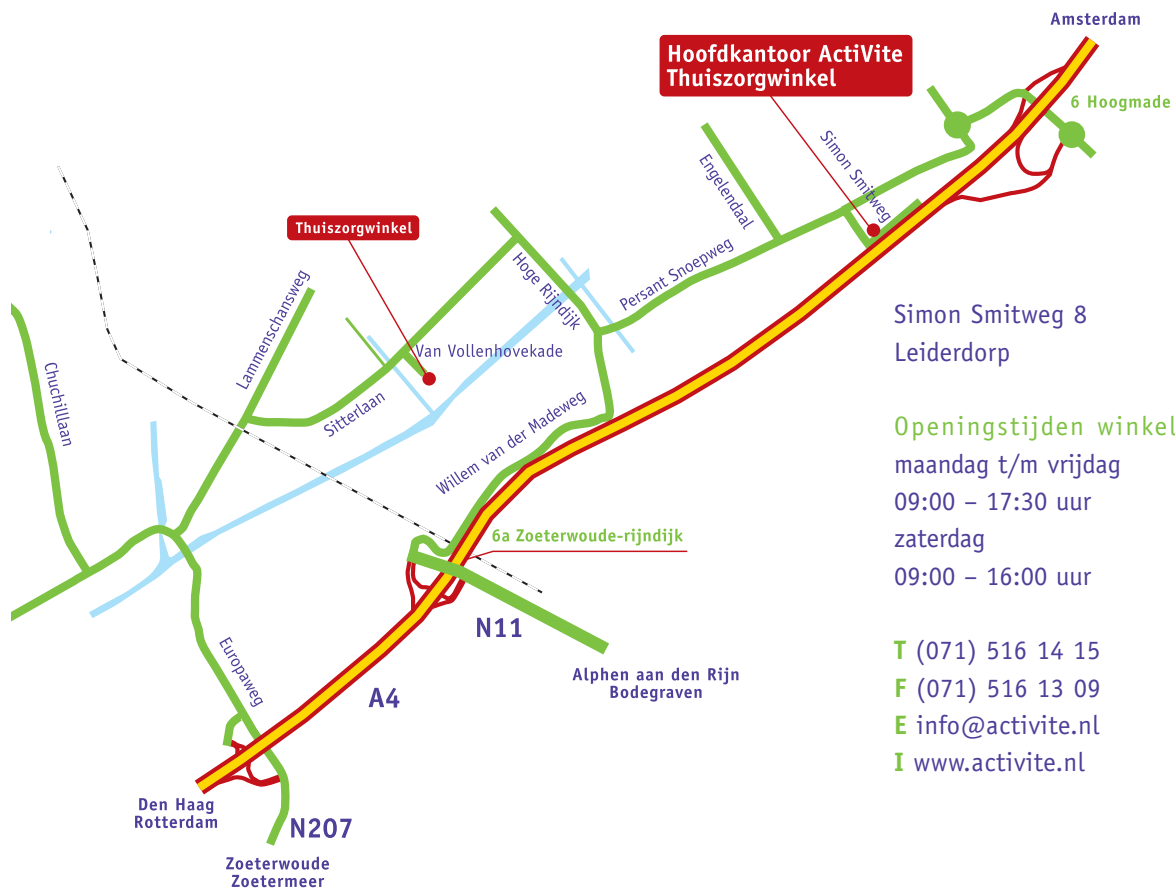 Amsterdam
Hoofdkantoor ActiVite
Thuiszorgwinkel
6 Hoogmade
Simon Smitweg
Engelendaal
Thuiszorgwinkel
Hoge Rijndijk
Persant Snoepweg
Lammenschansweg
Van Vollenhovekade
Chuchilllaan
Sitterlaan
Willem van der Madeweg
6a Zoeterwoude-rijndijk
N11
Europaweg
A4
Alphen aan den Rijn
Bodegraven
Den Haag
Rotterdam
N207
Zoeterwoude
Zoetermeer
Simon Smitweg 8
Leiderdorp
Openingstijden winkel
maandag t/m vrijdag
09:00 – 17:30 uur
zaterdag
09:00 – 16:00 uur
T (071) 516 14 15
F (071) 516 13 09
E info@activite.nl
I www.activite.nl